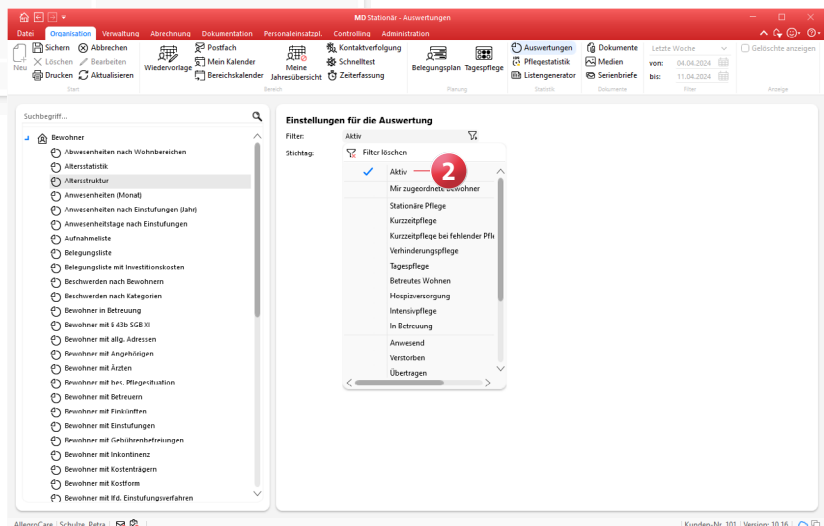 MD Stationär - Auswertungen
Datei Organisation Verwaltung Abrechnung Dokumentation Personaleinsatzpl. Controlling Administration
Neu
Sichern
Abbrechen
Löschen
Bearbeiten
Drucken
Aktualisieren
Start
Wiedervorlage
Postfach
Mein Kalender
Bereichskalender
Meine
Jahresübersicht
Kontaktverfolgung
Schnelltest
Zeiterfassung
Bereich
Belegungsplan
Tagespflege
Planung
Auswertungen
Pflegestatistik
Listengenerator
Statistik
Dokumente
Medien
Serienbriefe
Dokumente
Letzte Woche
von: 04.04.2024
bis: 11.04.2024
Filter
Gelöschte anzeigen
Anzeige
Suchbegriff...
Bewohner
Abwesenheiten nach Wohnbereichen
Altersstatistik
Altersstruktur
Anwesenheiten (Monat)
Anwesenheiten nach Einstufungen (Jahr)
Anwesenheitstage nach Einstufungen
Aufnahmeliste
Belegungsliste
Belegungsliste mit Investitionskosten
Beschwerden nach Bewohnern
Beschwerden nach Kategorien
Bewohner in Betreuung
Bewohner mit § 43b SGB XI
Bewohner mit allg. Adressen
Bewohner mit Angehörigen
Bewohner mit Ärzten
Bewohner mit bes. Pflegesituation
Bewohner mit Betreuern
Bewohner mit Einkünften
Bewohner mit Einstufungen
Bewohner mit Gebührenbefreiungen
Bewohner mit Inkontinenz
Bewohner mit Kostenträgern
Bewohner mit Kostform
Bewohner mit lfd. Einstufungsverfahren
Einstellungen für die Auswertung
Filter: Aktiv
Stichtag:
Filter löschen
Aktiv
2
Mir zugeordnete Bewohner
Stationäre Pflege
Kurzzeitpflege
Kurzzeitpflege bei fehlender Pfle
Verhinderungspflege
Tagespflege
Betreutes Wohnen
Hospizversorgung
Intensivpflege
In Betreuung
Anwesend
Verstorben
Übertragen
AllegroCare Schulze, Petra
Kunden-Nr. 101 Version: 10.16